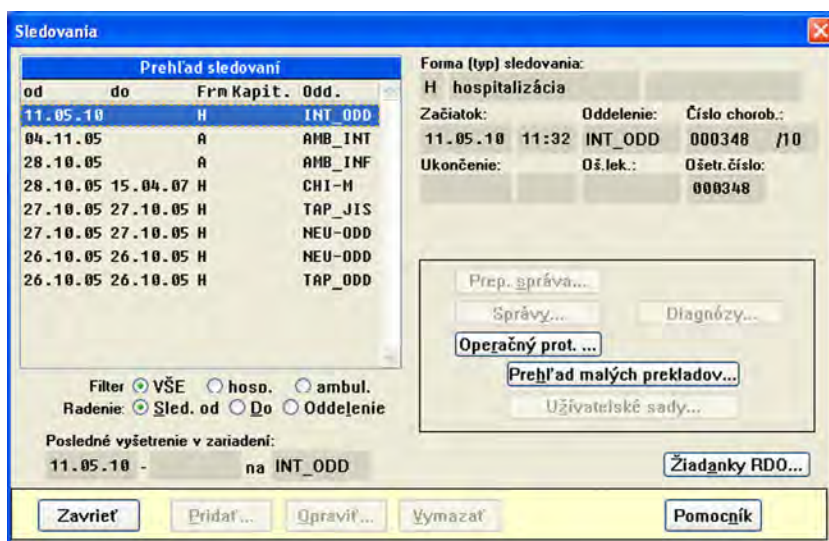 Sledovania
Prehľad sledovaní
od do Frm Kapit. Odd.
11.05.10 H INT_ODD
04.11.05 A AMB_INT
28.10.05 A AMB_INF
28.10.05 15.04.07 H CHI-M
27.10.05 27.10.05 H TAP_JIS
27.10.05 27.10.05 H NEU-ODD
26.10.05 26.10.05 H NEU-ODD
26.10.05 26.10.05 H TAP_ODD
Filter VŠE hosp. ambul.
Radenie: Sled. od Do Oddelenie
Posledné vyšetrenie v zariadení:
11.05.10 - na INT_ODD
Forma (typ) sledovania:
H hospitalizácia
Začiatok: Oddelenie: Číslo chorob.:
11.05.10 11:32 INT_ODD 000348 /10
Ukončenie: Oš.lek.: Ošetr.číslo:
000348
Prep. správa...
Správy... Diagnózy...
Operačný prot. ...
Prehľad malých prekladov...
Užívatelské sady...
Žiadanky RDO...
Zavrieť Pridať... Opraviť... Vymazať Pomocník